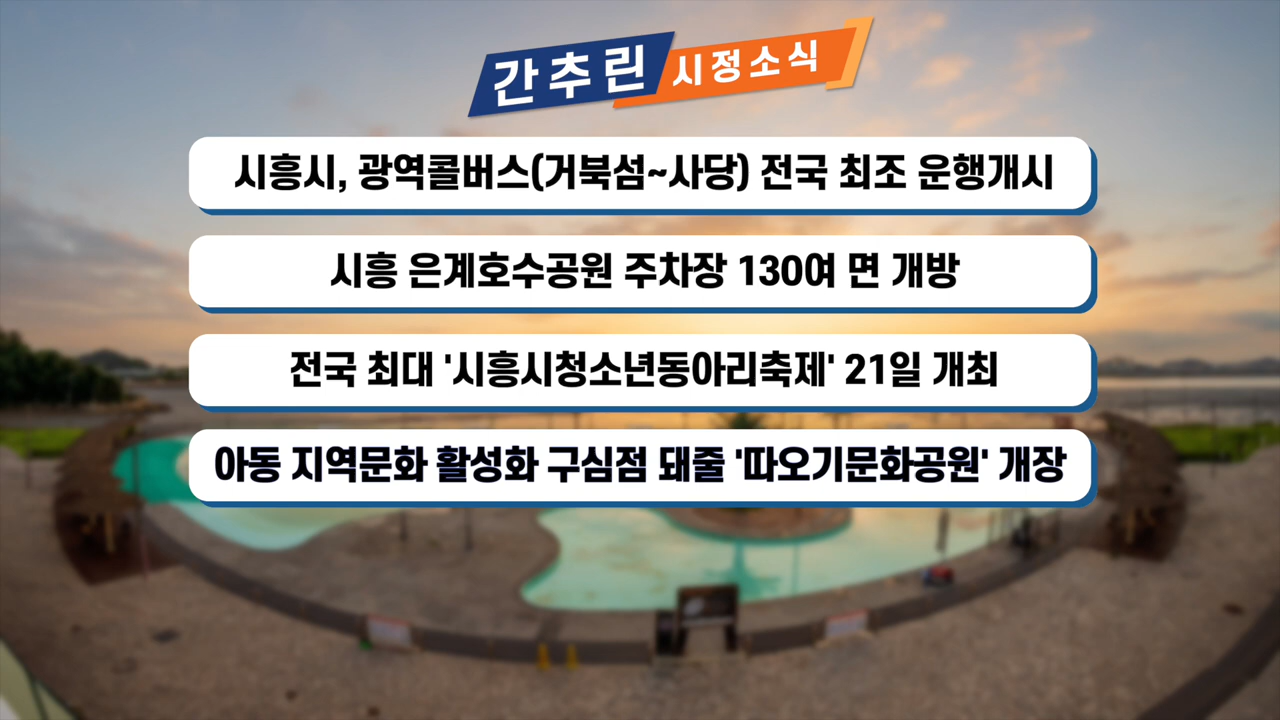 간추린 시정소식
시흥시, 광역콜버스(거북섬~사당) 전국 최조 운행개시
시흥 은계호수공원 주차장 130여 면 개방
전국 최대 '시흥시청소년동아리축제' 21일 개최
아동 지역문화 활성화 구심점 돼줄 '따오기문화공원' 개장